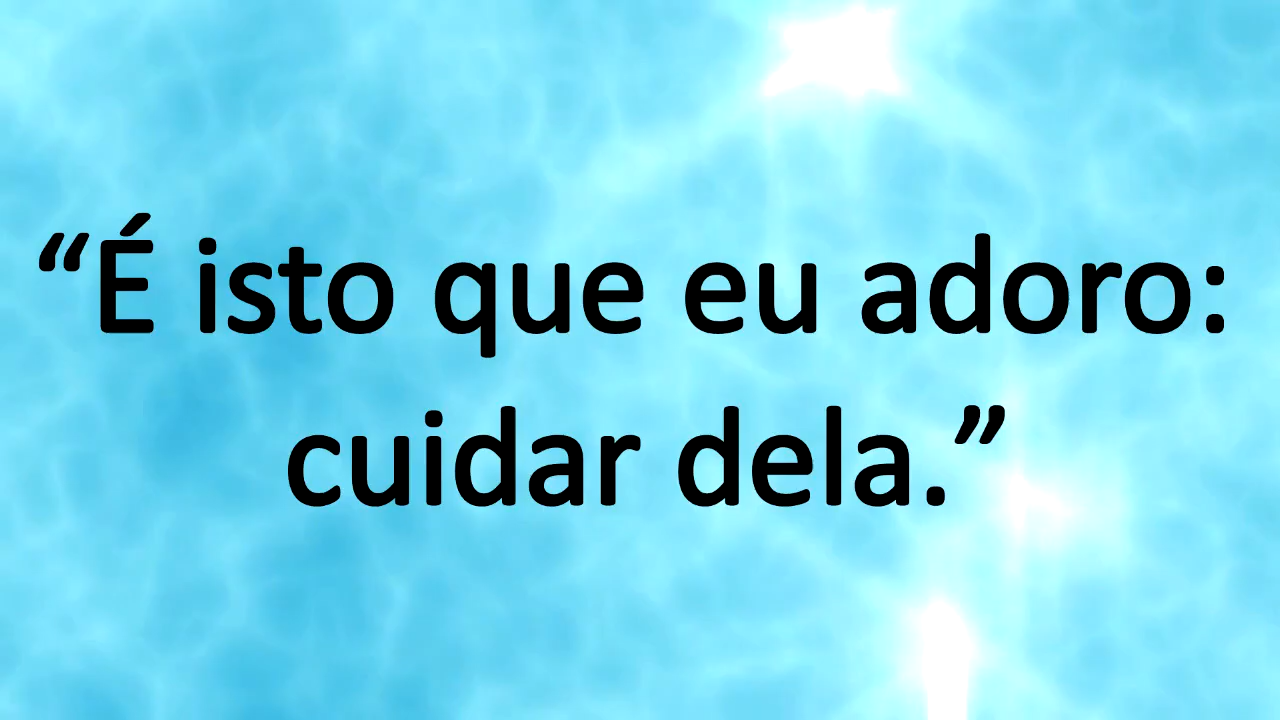 “É isto que eu adoro:
cuidar dela.”